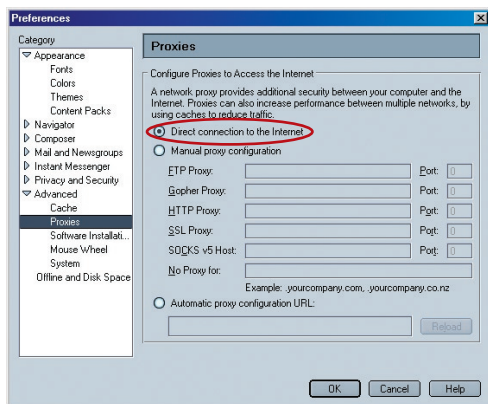 Preferences
Category
Appearance
Fonts
Colors
Themes
Content Packs
Navigator
Composer
Mail and Newsgroups
Instant Messenger
Privacy and Security
Advanced
Cache
Proxies
Software Installati...
Mouse Wheel
System
Offline and Disk Space
Proxies
Configure Proxies to Access the Internet
A network proxy provides additional security between your computer and the
Internet. Proxies can also increase performance between multiple networks, by
using caches to reduce traffic.
Direct connection to the Internet
Manual proxy configuration
FTP Proxy: Port: 0
Gopher Proxy: Port: 0
HTTP Proxy: Port: 0
SSL Proxy: Port: 0
SOCKS v5 Host: Port: 0
No Proxy for:
Example: .yourcompany.com, .yourcompany.co.nz
Automatic proxy configuration URL:
Reload
OK Cancel Help